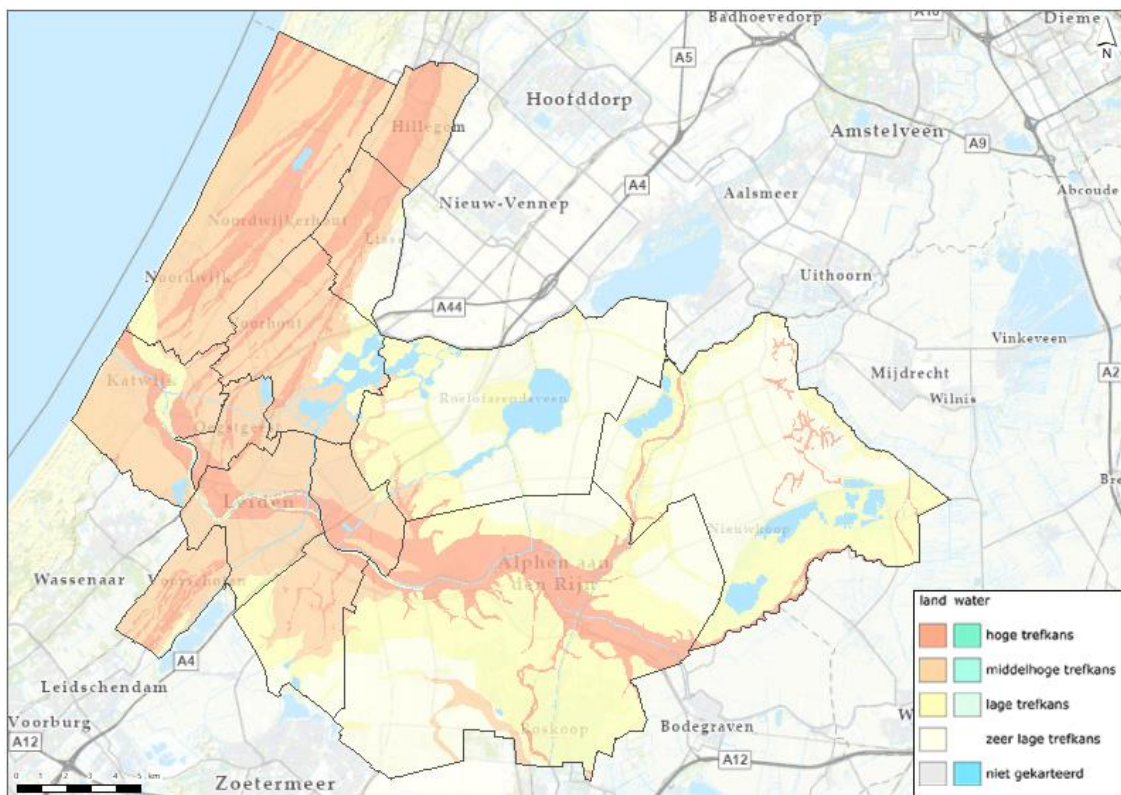 Badhoevedorp
A10
Dieme
N
A5
Hoofddorp
Hillegom
Amstelveen
A9
A4
Abcoude
Aalsmeer
Nieuw-Vennep
Noordwijkerhout
Lisse
Noordwijk
Uithoorn
A44
Voorhout
Vinkeveen
Mijdrecht
A2
Katwijk
Wilnis
Roelofarendsveen
Oegstgeest
Bre
Leiden
Nieuwkoop
Alphen aan
den Rijn
Wassenaar
Voorschoten
land water
hoge trefkans
middelhoge trefkans
lage trefkans
zeer lage trefkans
niet gekarteerd
A4
Leidschendam
Voorburg
W
Boskoop
Bodegraven
A12
A12
Zoetermeer
0 1 2 3 4 5 km